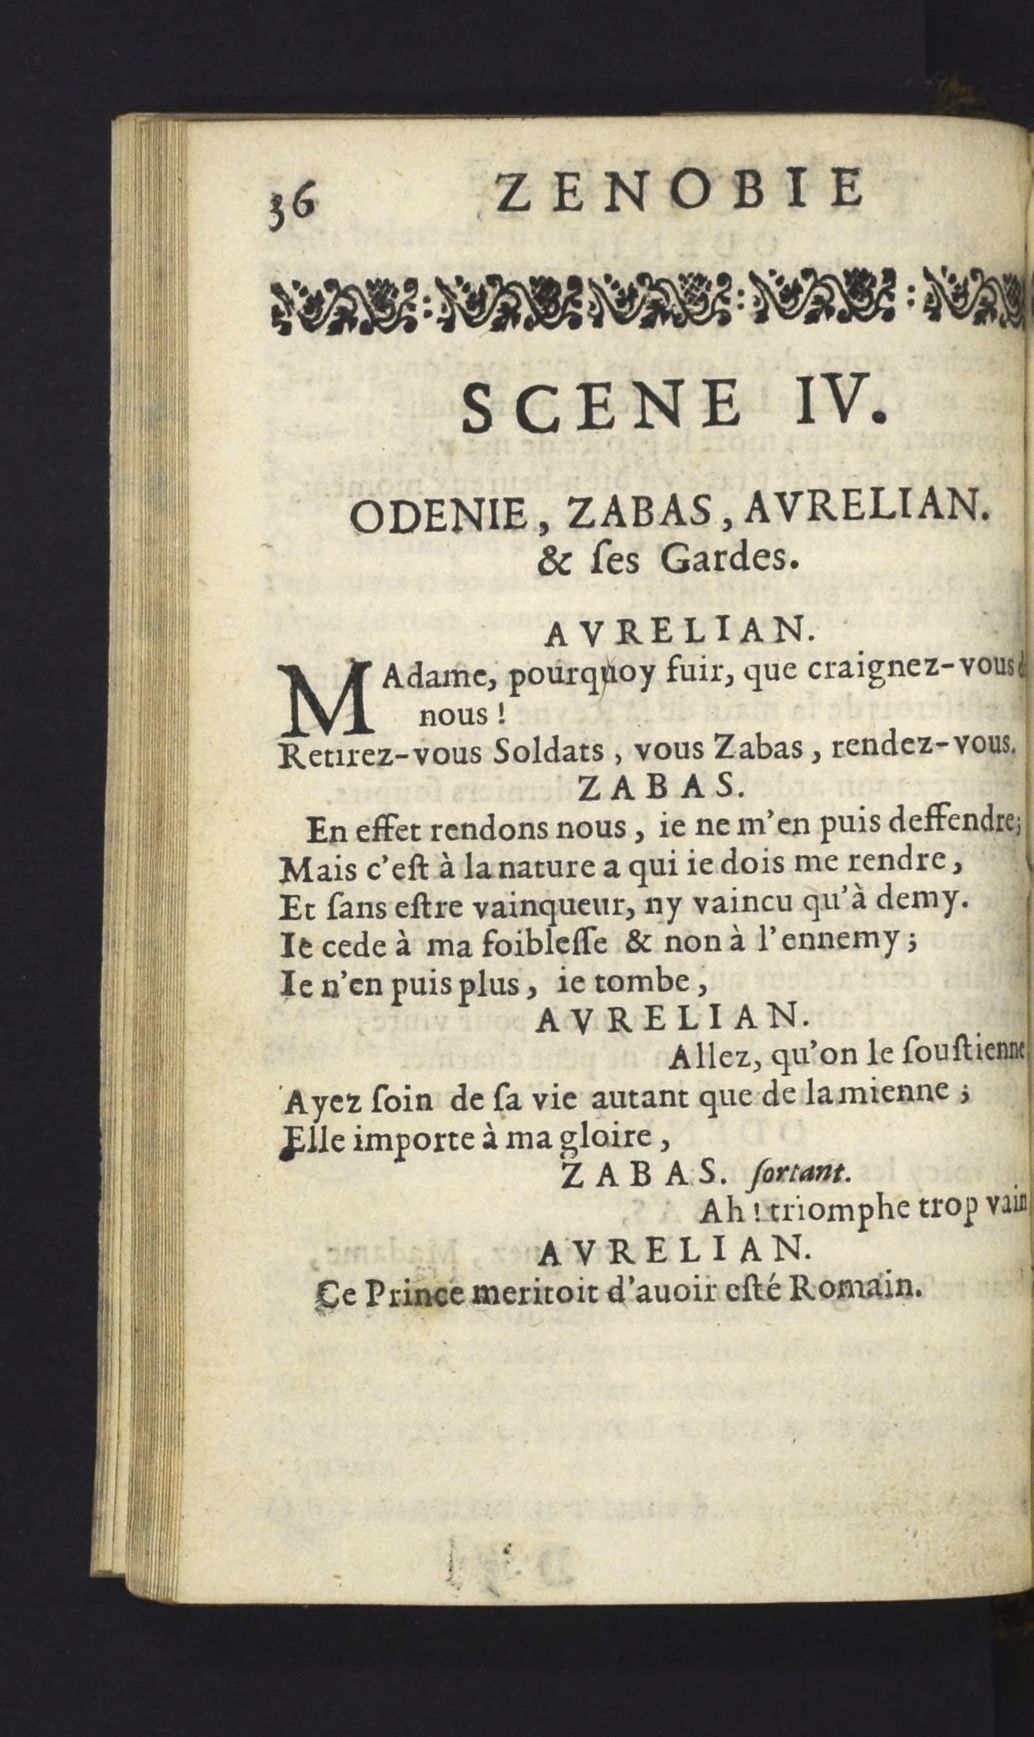 36 ZENOBIE
SCENE IV.
ODENIE, ZABAS, AVRELIAN.
& ſes Gardes.
AVRELIAN.
MAdame, pourquoy fuir, que craignez-vous
nous !
Retirez-vous Soldats, vous Zabas, rendez-vous.
ZABAS.
En effet rendons nous, ie ne m'en puis deffendre;
Mais c'eſt à la nature a qui ie dois me rendre,
Et ſans eſtre vainqueur, ny vaincu qu'à demy.
Ie cede à ma foibleſſe & non à l'ennemy;
Ie n'en puis plus, ie tombe,
AVRELIAN.
Allez, qu'on le ſouſtienne
Ayez ſoin de ſa vie autant que de la mienne ;
Elle importe à ma gloire,
ZABAS. ſortant.
Ah ! triomphe trop vain
AVRELIAN.
Ce Prince meritoit d'auoir eſté Romain.